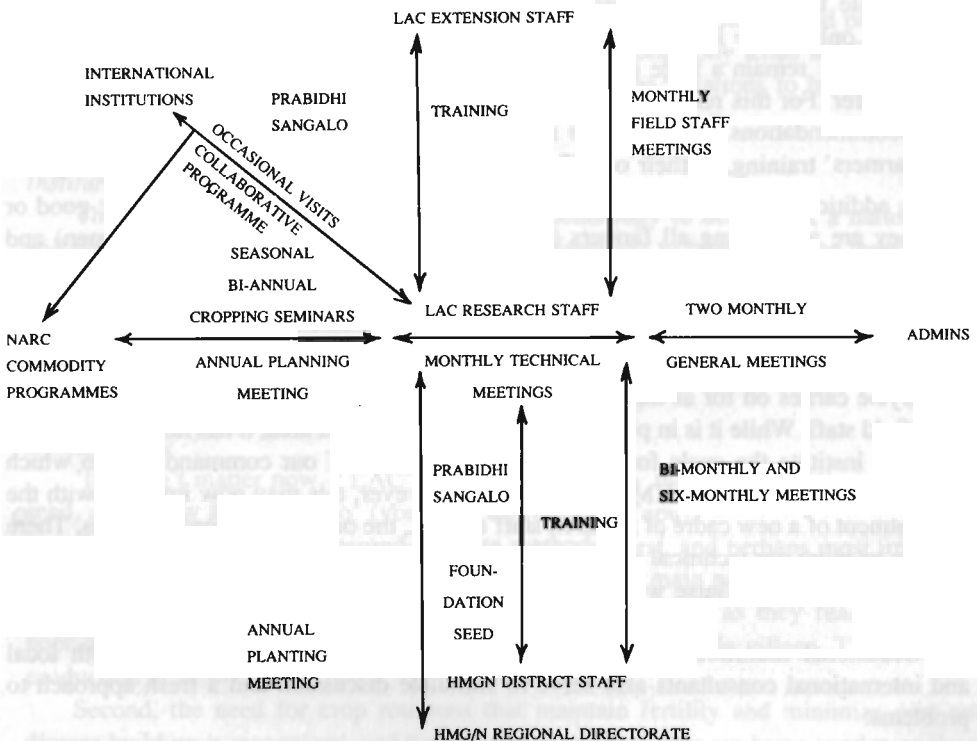 LAC EXTENSION STAFF
INTERNATIONAL
INSTITUTIONS
PRABIDHI
SANGALO
TRAINING
MONTHLY
FIELD STAFF
MEETINGS
OCCASIONAL VISITS
COLLABORATIVE
PROGRAMME
SEASONAL
BI-ANNUAL
CROPPING SEMINARS
LAC RESEARCH STAFF
TWO MONTHLY
NARC
COMMODITY
PROGRAMMES
ANNUAL PLANNING
MEETING
MONTHLY TECHNICAL
MEETINGS
GENERAL MEETINGS
ADMINS
PRABIDHI
SANGALO
TRAINING
BI-MONTHLY AND
SIX-MONTHLY MEETINGS
FOUN-
DATION
SEED
ANNUAL
PLANTING
MEETING
HMGN DISTRICT STAFF
HMG/N REGIONAL DIRECTORATE